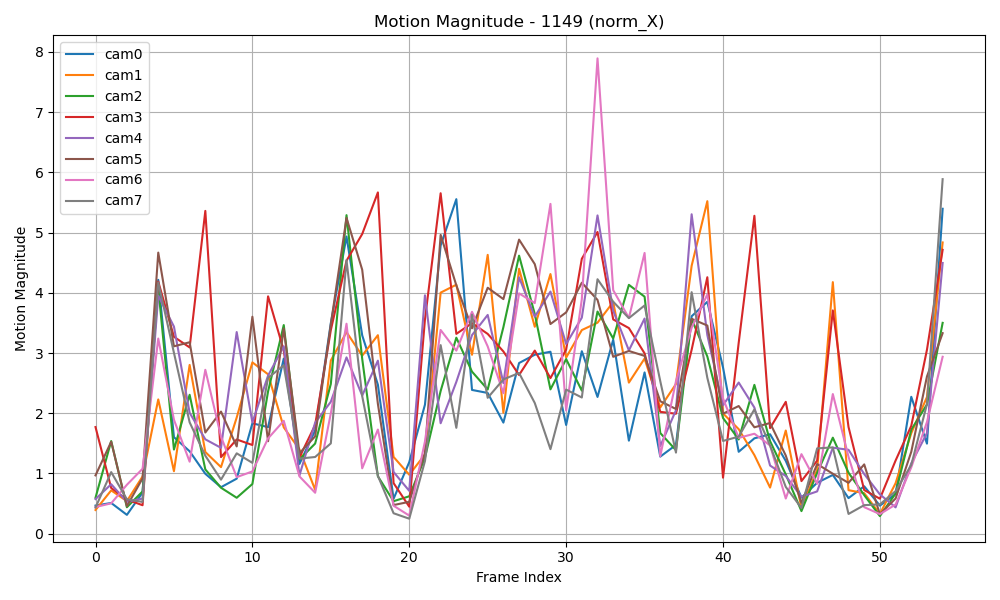 Motion Magnitude - 1149 (norm_X)
cam0
cam1
cam2
cam3
cam4
cam5
cam6
cam7
Motion Magnitude
8
7
6
5
4
3
2
1
0
0 10 20 30 40 50
Frame Index